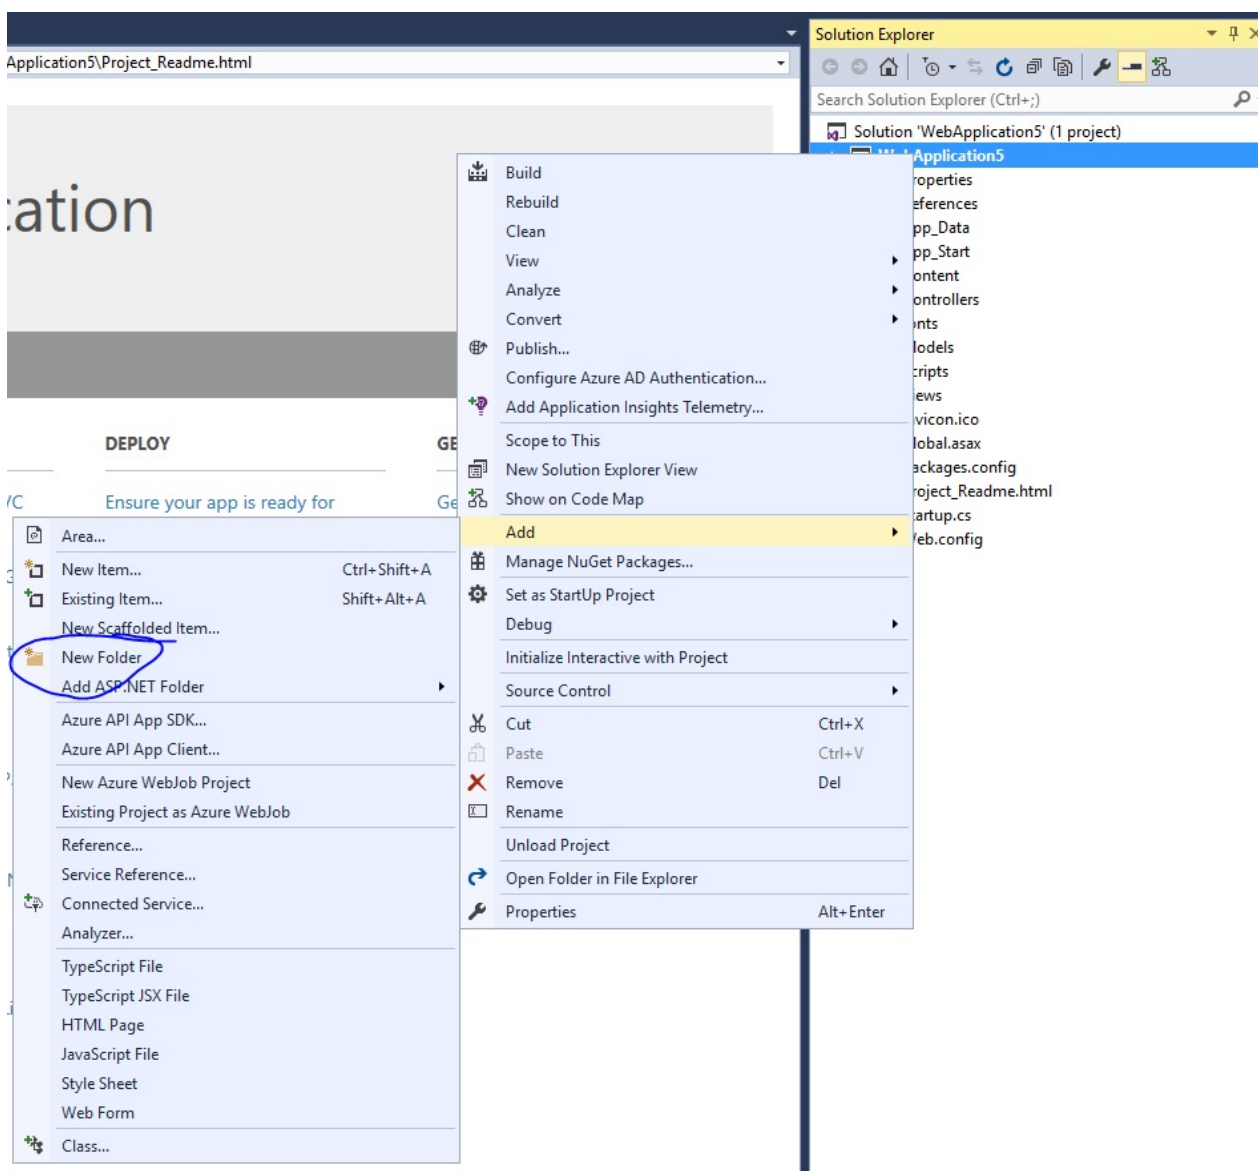 Application5\Project_Readme.html
cation
DEPLOY
GE
/C
Ensure your app is ready for
Ge
Solution Explorer
Search Solution Explorer (Ctrl+;)
Solution 'WebApplication5' (1 project)
WebApplication5
roperties
eferences
pp_Data
pp_Start
ontent
ontrollers
onts
lodels
cripts
iews
avicon.ico
lobal.asax
ackages.config
roject_Readme.html
tartup.cs
Web.config
Build
Rebuild
Clean
View
Analyze
Convert
Publish...
Configure Azure AD Authentication...
Add Application Insights Telemetry...
Scope to This
New Solution Explorer View
Show on Code Map
Add
Manage NuGet Packages...
Set as StartUp Project
Debug
Initialize Interactive with Project
Source Control
Cut Ctrl+X
Paste Ctrl+V
Remove Del
Rename
Unload Project
Open Folder in File Explorer
Properties Alt+Enter
Area...
New Item... Ctrl+Shift+A
Existing Item... Shift+Alt+A
New Scaffolded Item...
New Folder
Add ASP.NET Folder
Azure API App SDK...
Azure API App Client...
New Azure WebJob Project
Existing Project as Azure WebJob
Reference...
Service Reference...
Connected Service...
Analyzer...
TypeScript File
TypeScript JSX File
HTML Page
JavaScript File
Style Sheet
Web Form
Class...